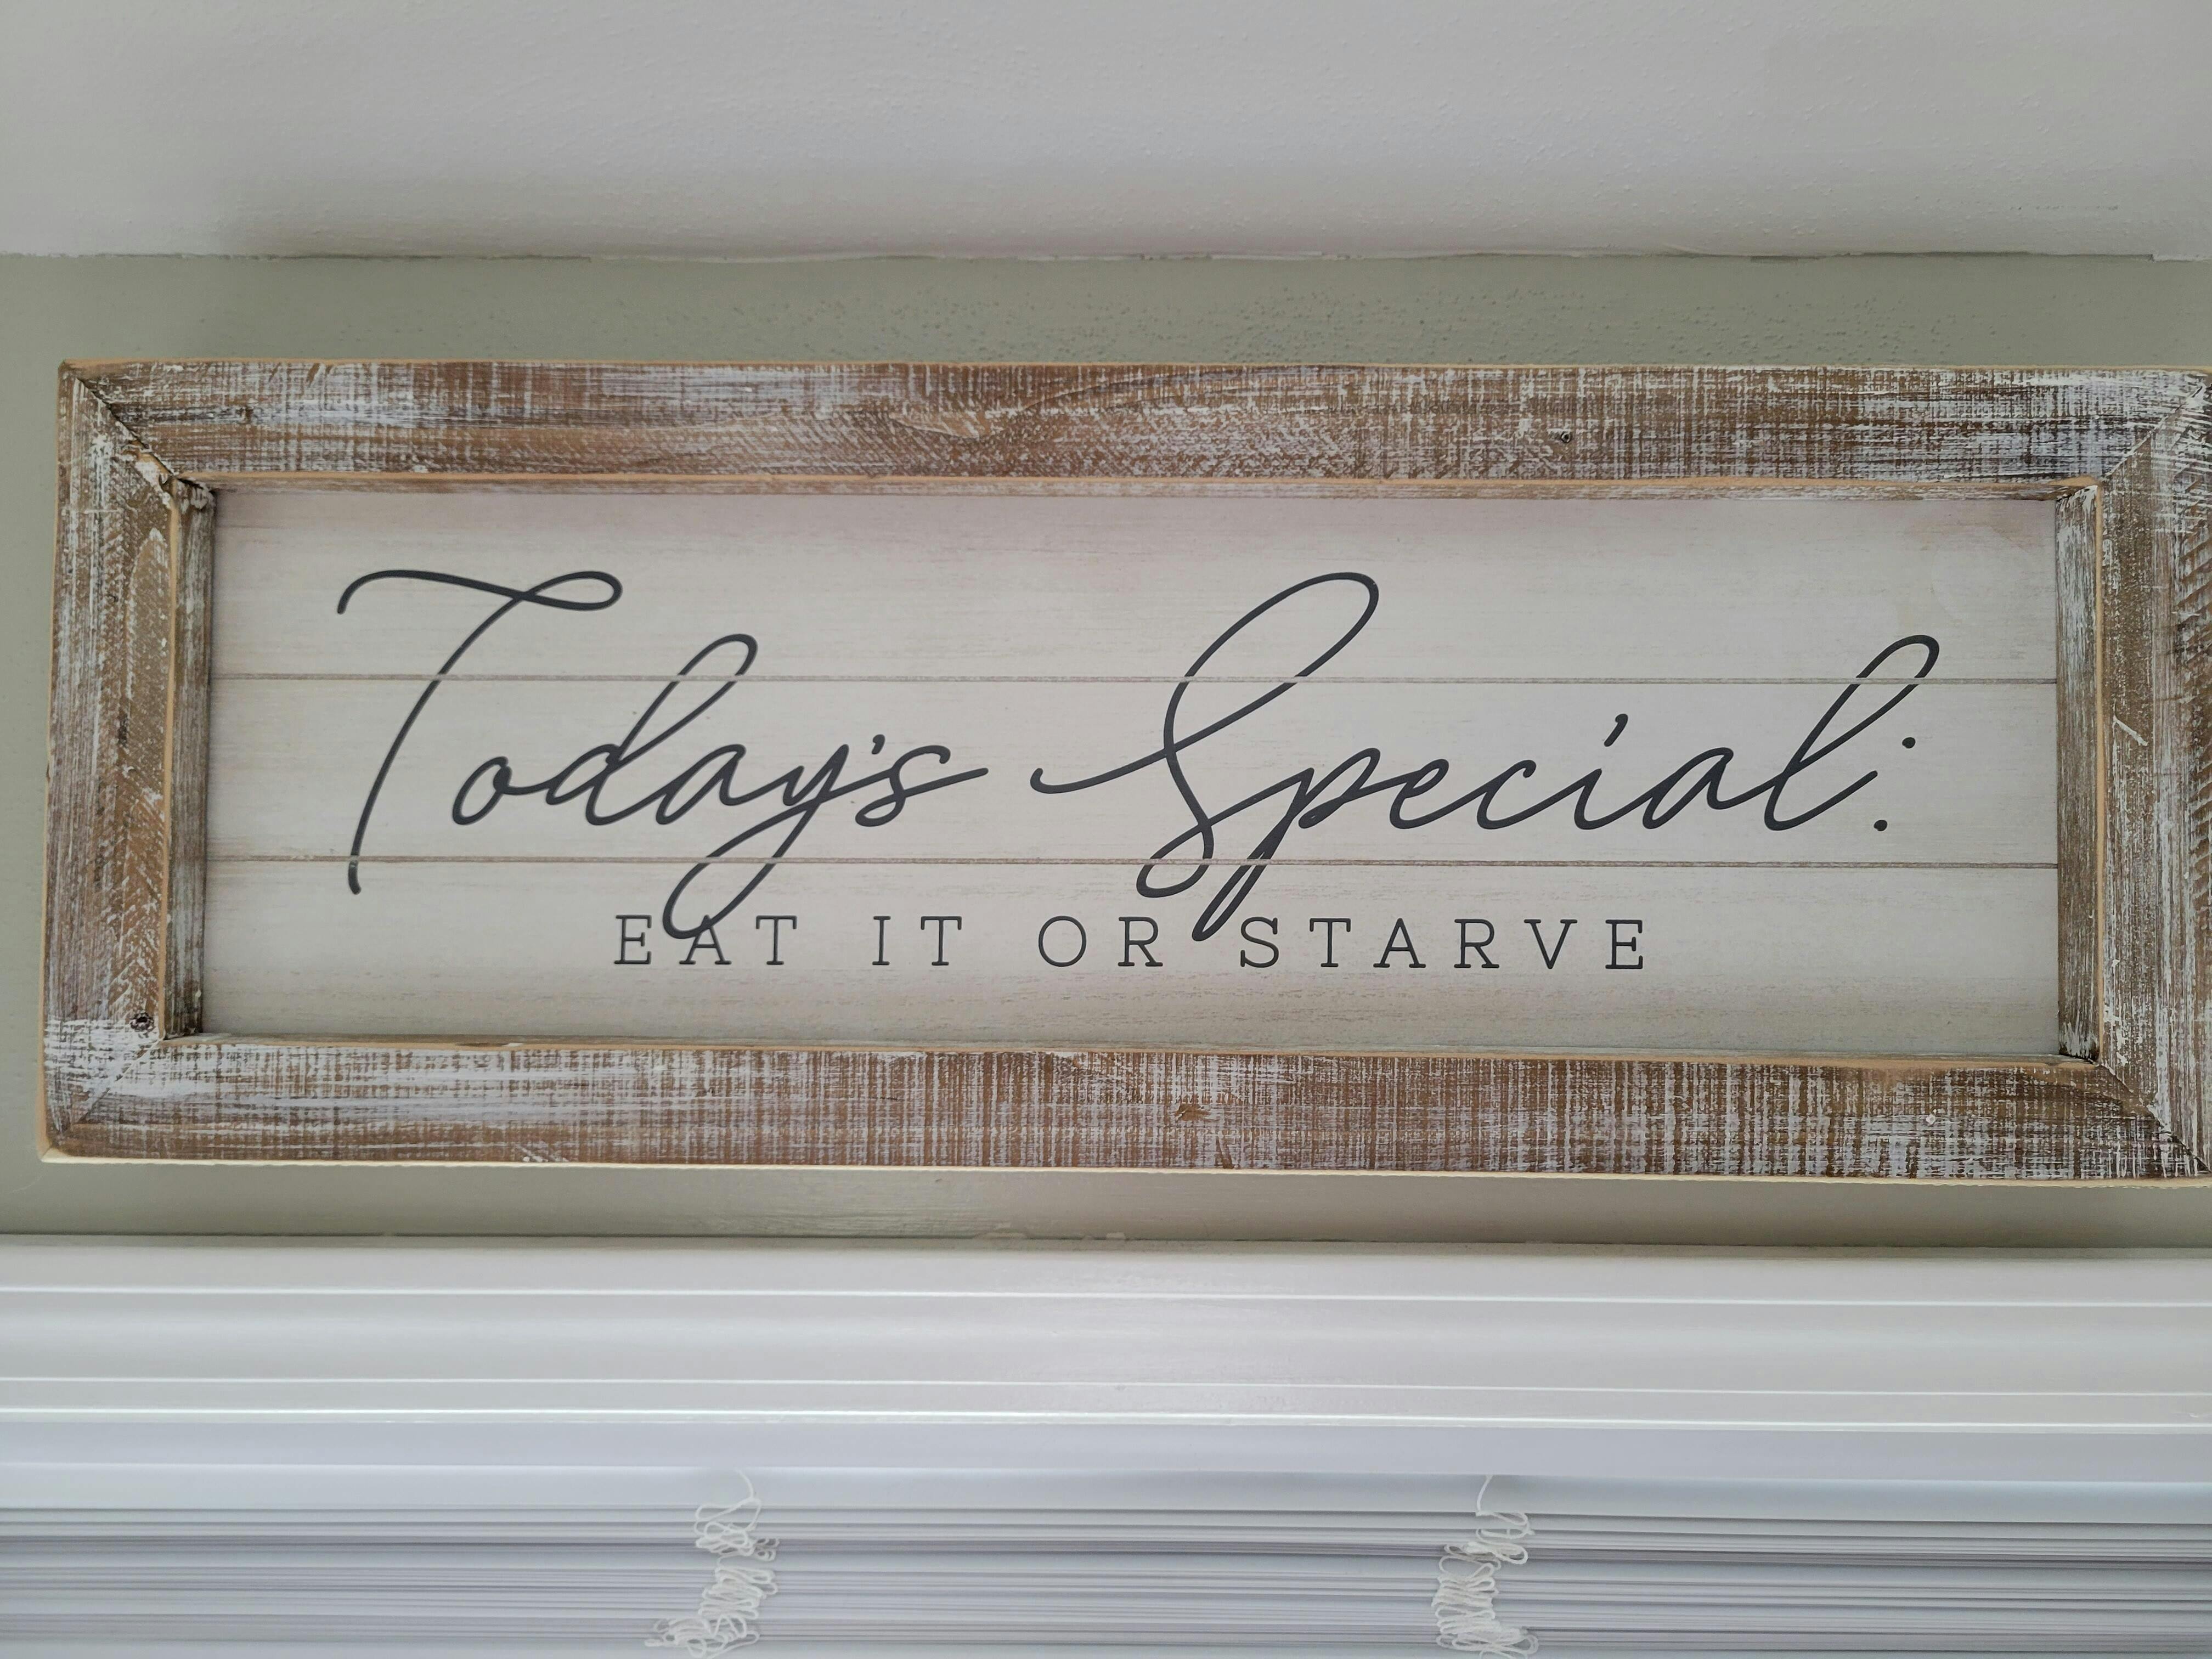 Today's Special:
EAT IT OR STARVE